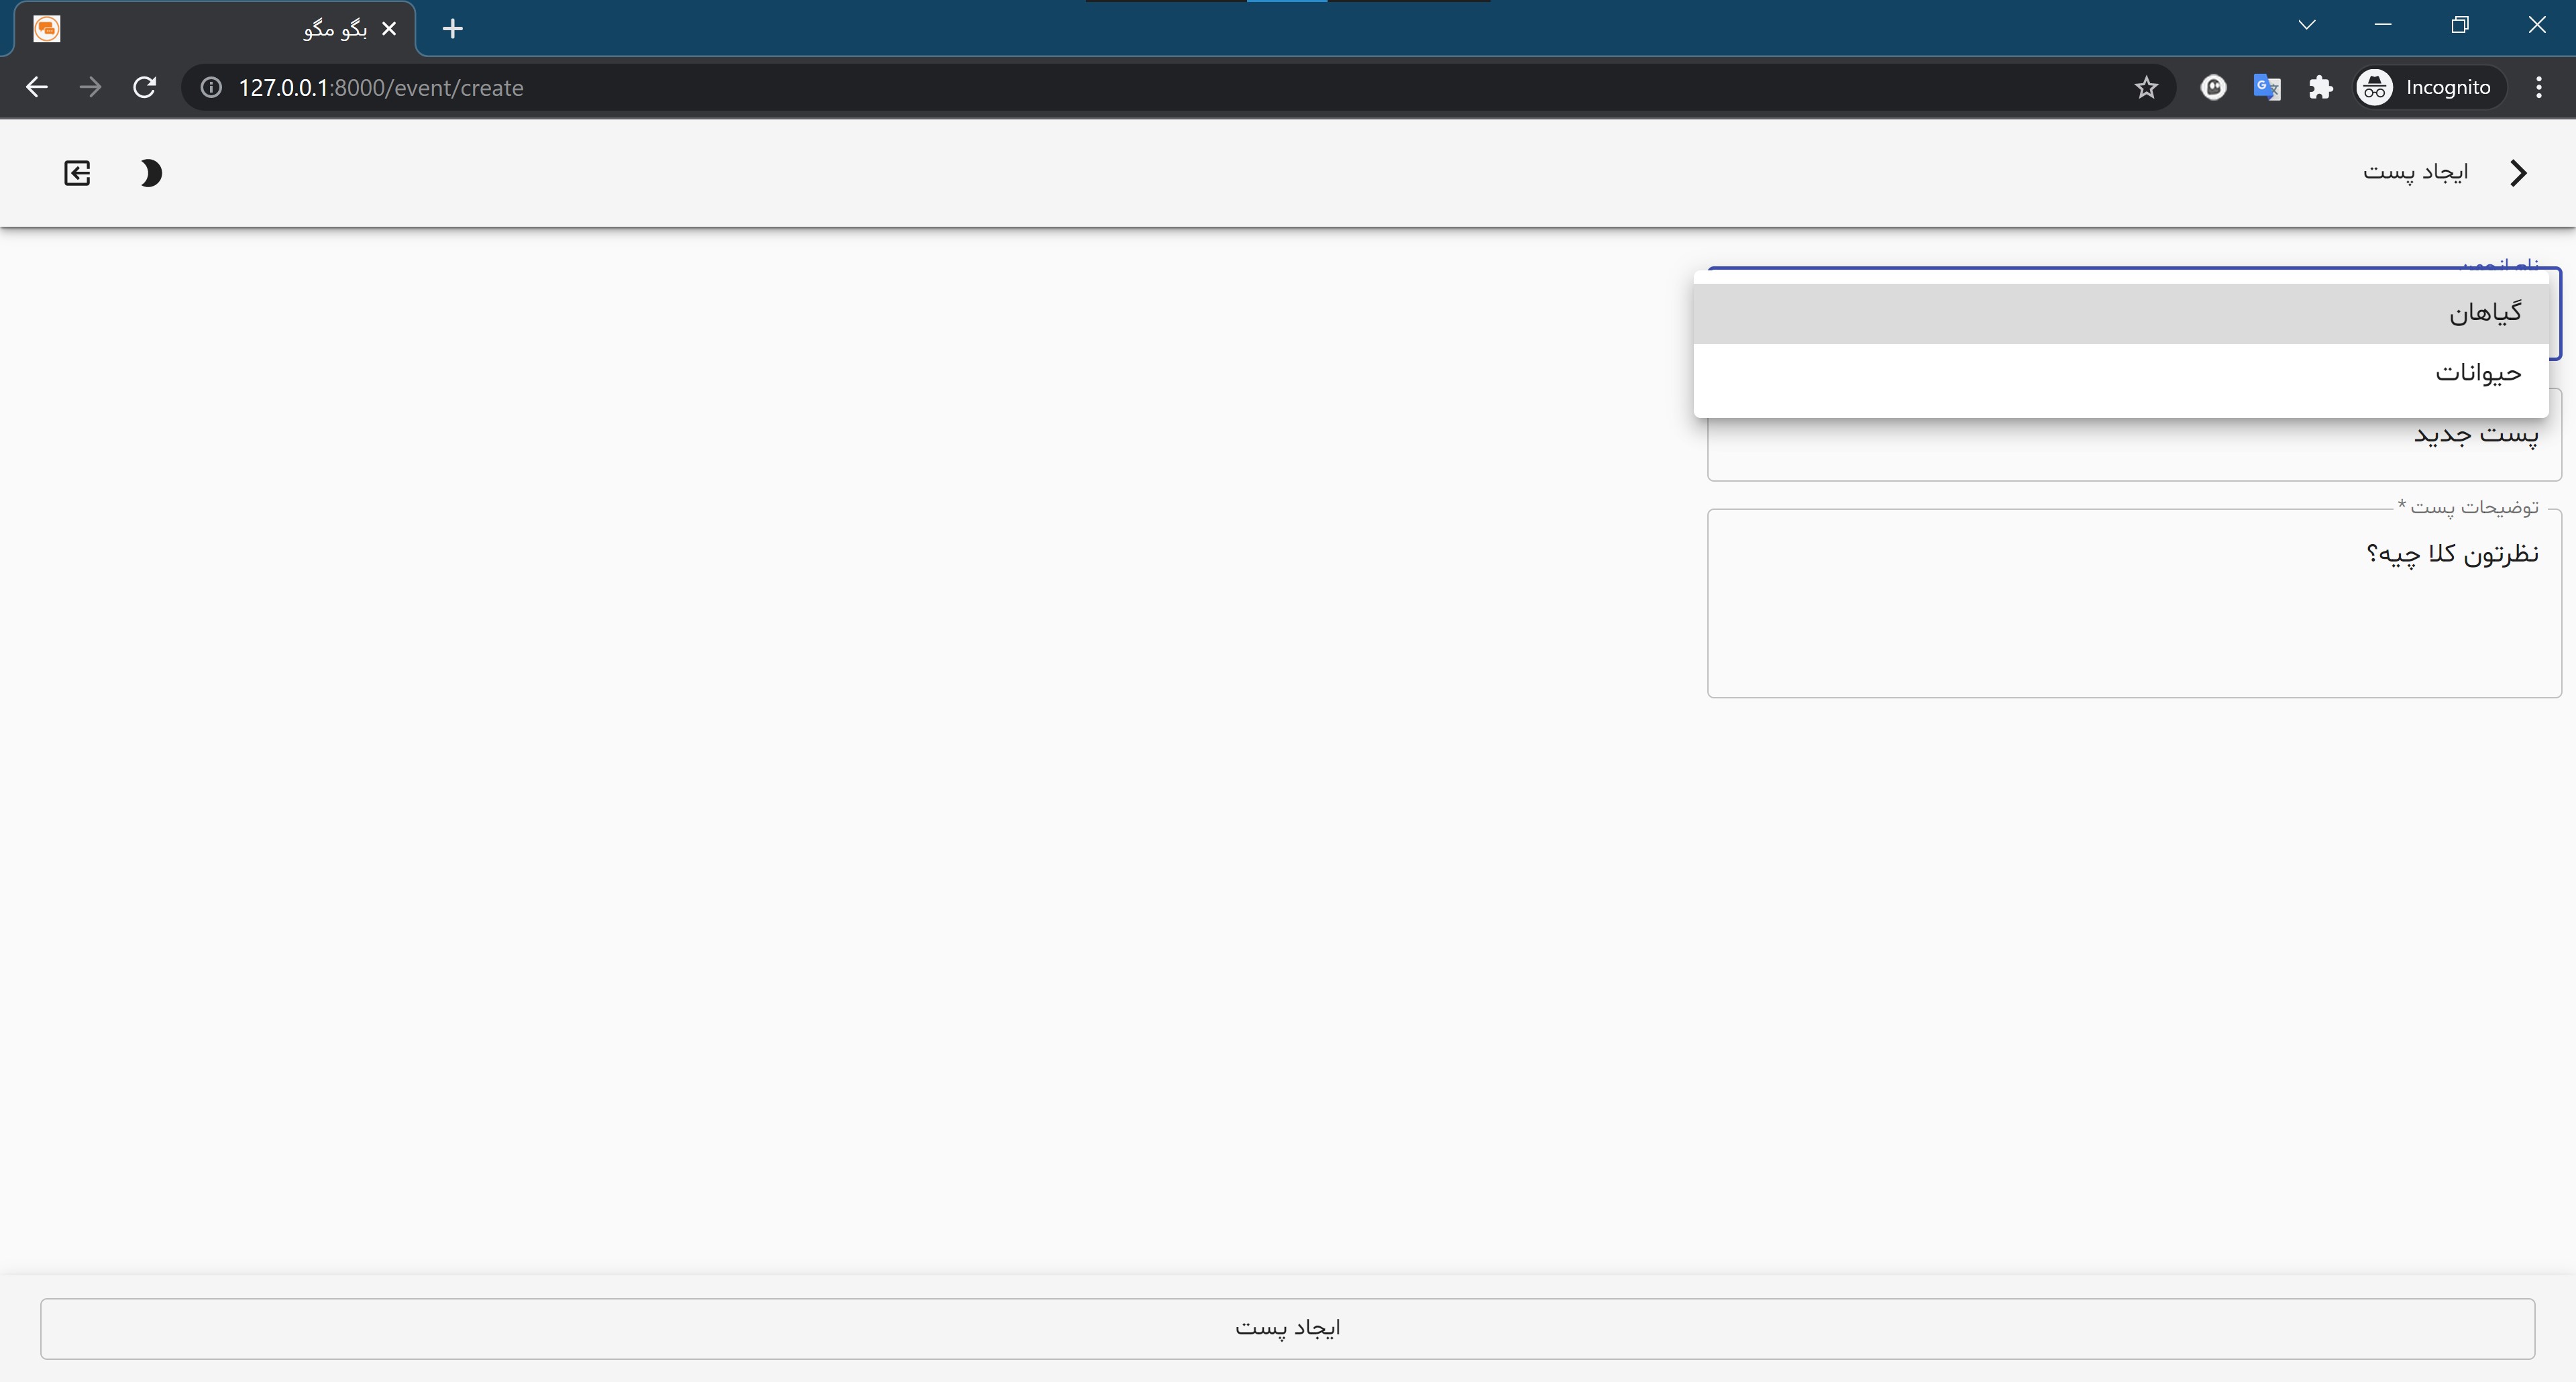 بگو مگو
127.0.0.1:8000/event/create
Incognito
ایجاد پست
نام انجمن
گیاهان
حیوانات
پست جدید
توضیحات پست *
نظرتون کلا چیه؟
ایجاد پست